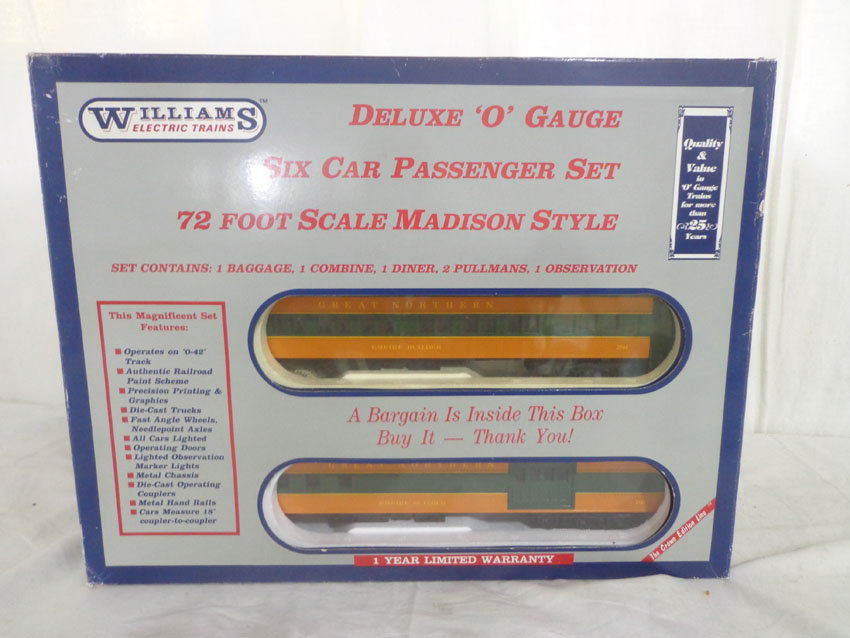 WILLIAMS
ELECTRIC TRAINS
™
DELUXE 'O' GAUGE
SIX CAR PASSENGER SET
72 FOOT SCALE MADISON STYLE
SET CONTAINS: 1 BAGGAGE, 1 COMBINE, 1 DINER, 2 PULLMANS, 1 OBSERVATION
Quality
&
Value
in
'O' Gauge
Trains
for more
than
25
Years
This Magnificent Set
Features:
Operates on '0-42'
Track
Authentic Railroad
Paint Scheme
Precision Printing &
Graphics
Die-Cast Trucks
Fast Angle Wheels,
Needlepoint Axles
All Cars Lighted
Operating Doors
Lighted Observation
Marker Lights
Metal Chassis
Die-Cast Operating
Couplers
Metal Hand Rails
Cars Measure 18"
coupler-to-coupler
GREAT NORTHERN
EMPIRE BUILDER
A Bargain Is Inside This Box
Buy It — Thank You!
GREAT NORTHERN
EMPIRE BUILDER
1 YEAR LIMITED WARRANTY
The Crown Edition Line